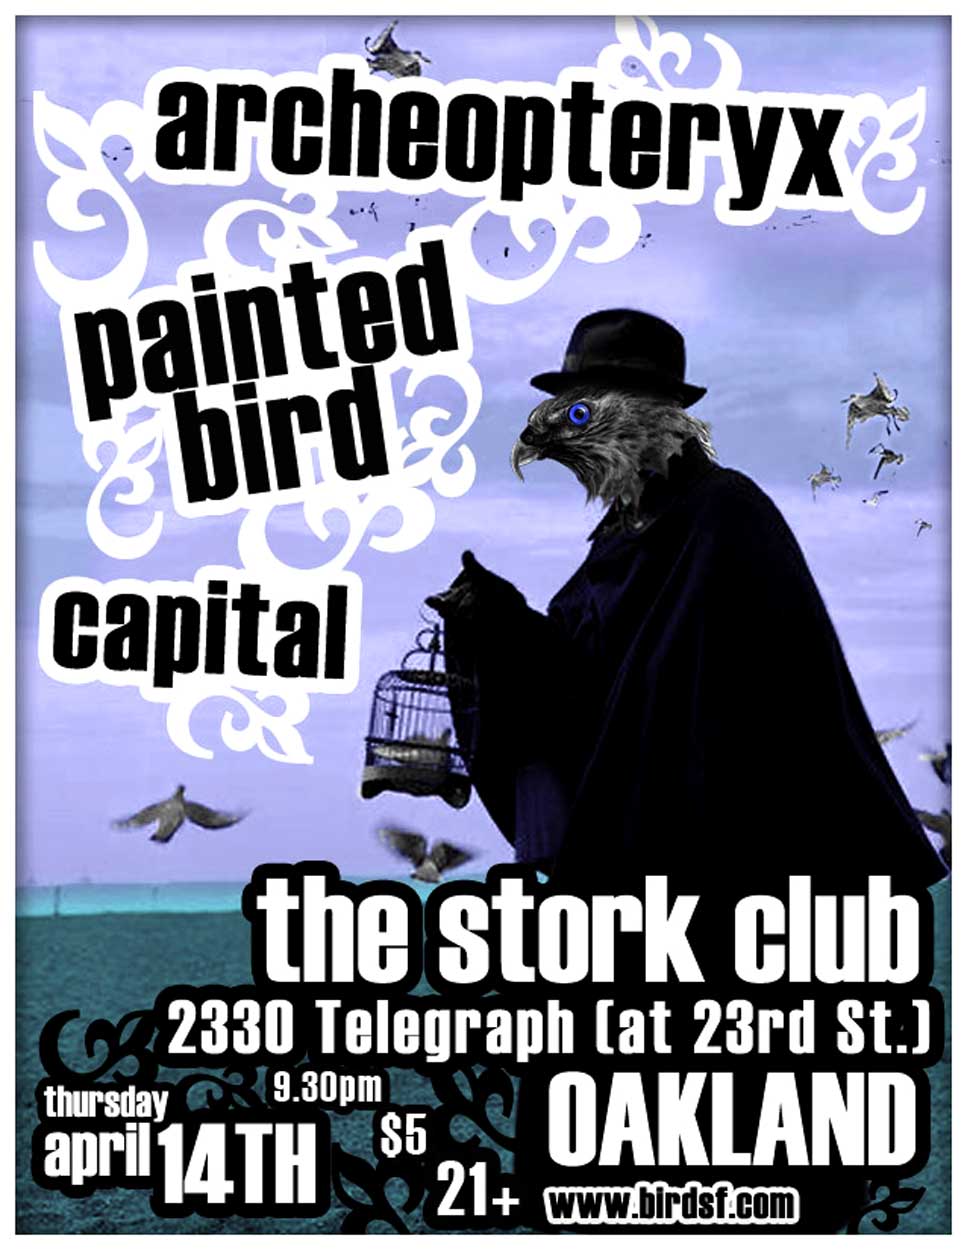 archeopteryx
painted
bird
capital
the stork club
2330 Telegraph (at 23rd St.)
9.30pm
thursday
april 14TH
$5
21+
OAKLAND
www.birdsf.com